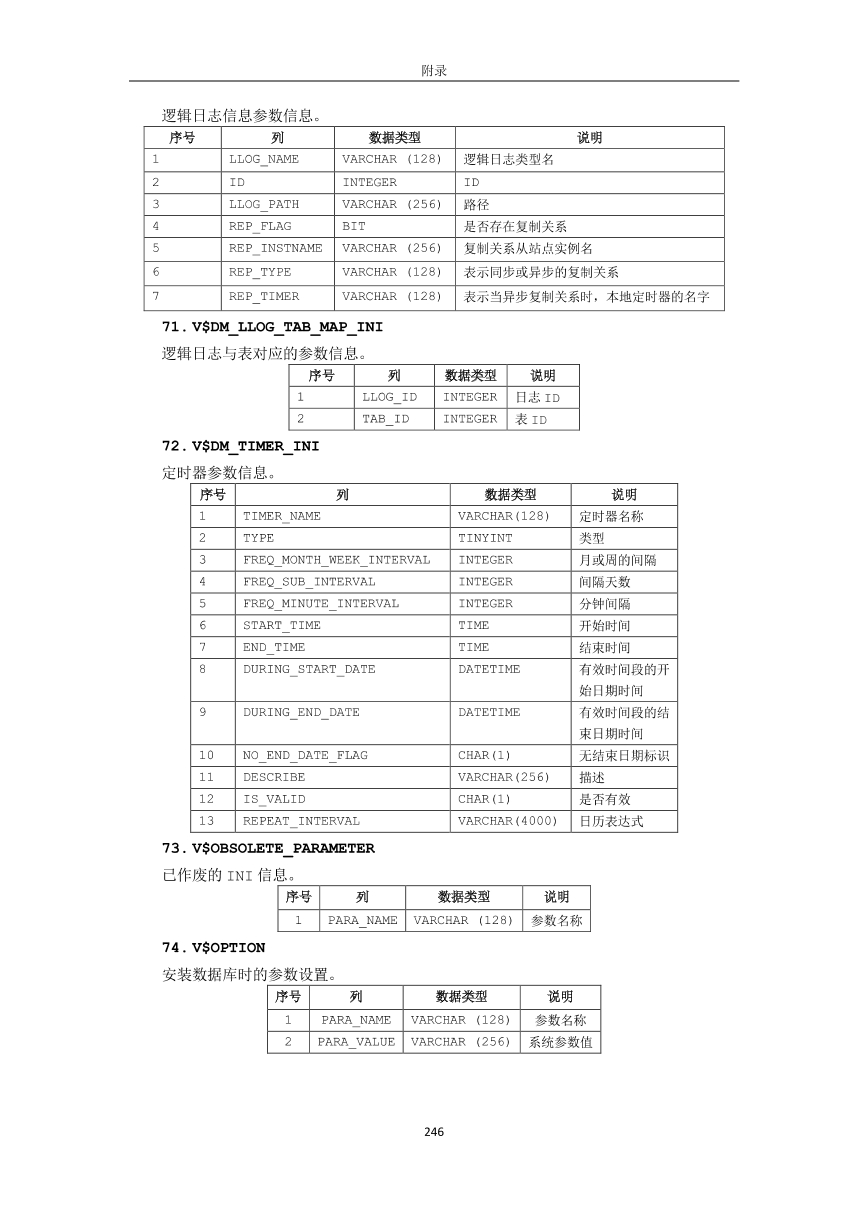 附录
逻辑日志信息参数信息。
序号 列 数据类型 说明
1 LLOG_NAME VARCHAR (128) 逻辑日志类型名
2 ID INTEGER ID
3 LLOG_PATH VARCHAR (256) 路径
4 REP_FLAG BIT 是否存在复制关系
5 REP_INSTNAME VARCHAR (256) 复制关系从站点实例名
6 REP_TYPE VARCHAR (128) 表示同步或异步的复制关系
7 REP_TIMER VARCHAR (128) 表示当异步复制关系时，本地定时器的名字
71. V$DM_LLOG_TAB_MAP_INI
逻辑日志与表对应的参数信息。
序号 列 数据类型 说明
1 LLOG_ID INTEGER 日志 ID
2 TAB_ID INTEGER 表 ID
72. V$DM_TIMER_INI
定时器参数信息。
序号 列 数据类型 说明
1 TIMER_NAME VARCHAR(128) 定时器名称
2 TYPE TINYINT 类型
3 FREQ_MONTH_WEEK_INTERVAL INTEGER 月或周的间隔
4 FREQ_SUB_INTERVAL INTEGER 间隔天数
5 FREQ_MINUTE_INTERVAL INTEGER 分钟间隔
6 START_TIME TIME 开始时间
7 END_TIME TIME 结束时间
8 DURING_START_DATE DATETIME 有效时间段的开
始日期时间
9 DURING_END_DATE DATETIME 有效时间段的结
束日期时间
10 NO_END_DATE_FLAG CHAR(1) 无结束日期标识
11 DESCRIBE VARCHAR(256) 描述
12 IS_VALID CHAR(1) 是否有效
13 REPEAT_INTERVAL VARCHAR(4000) 日历表达式
73. V$OBSOLETE_PARAMETER
已作废的 INI 信息。
序号 列 数据类型 说明
1 PARA_NAME VARCHAR (128) 参数名称
74. V$OPTION
安装数据库时的参数设置。
序号 列 数据类型 说明
1 PARA_NAME VARCHAR (128) 参数名称
2 PARA_VALUE VARCHAR (256) 系统参数值
246